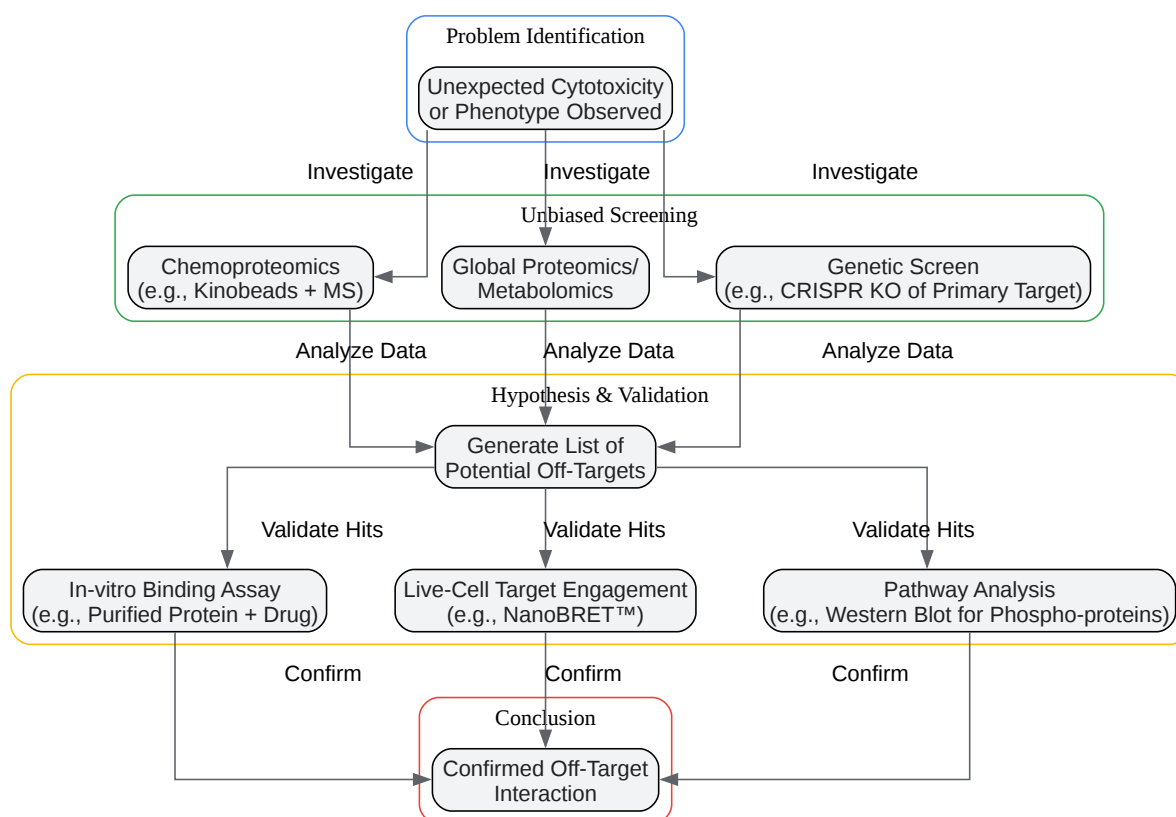 Problem Identification
Unexpected Cytotoxicity
or Phenotype Observed
Investigate
Investigate
Investigate
Unbiased Screening
Chemoproteomics
(e.g., Kinobeads + MS)
Global Proteomics/
Metabolomics
Genetic Screen
(e.g., CRISPR KO of Primary Target)
Analyze Data
Analyze Data
Analyze Data
Hypothesis & Validation
Generate List of
Potential Off-Targets
Validate Hits
Validate Hits
Validate Hits
In-vitro Binding Assay
(e.g., Purified Protein + Drug)
Live-Cell Target Engagement
(e.g., NanoBRET™)
Pathway Analysis
(e.g., Western Blot for Phospho-proteins)
Confirm
Confirm
Confirm
Conclusion
Confirmed Off-Target
Interaction